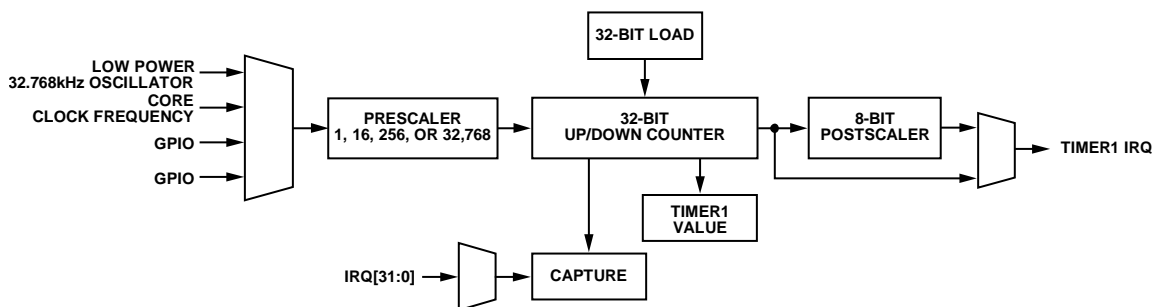 32-BIT LOAD
LOW POWER
32.768kHz OSCILLATOR
CORE
CLOCK FREQUENCY
GPIO
GPIO
PRESCALER
1, 16, 256, OR 32,768
32-BIT
UP/DOWN COUNTER
8-BIT
POSTSCALER
TIMER1 IRQ
TIMER1
VALUE
IRQ[31:0]
CAPTURE